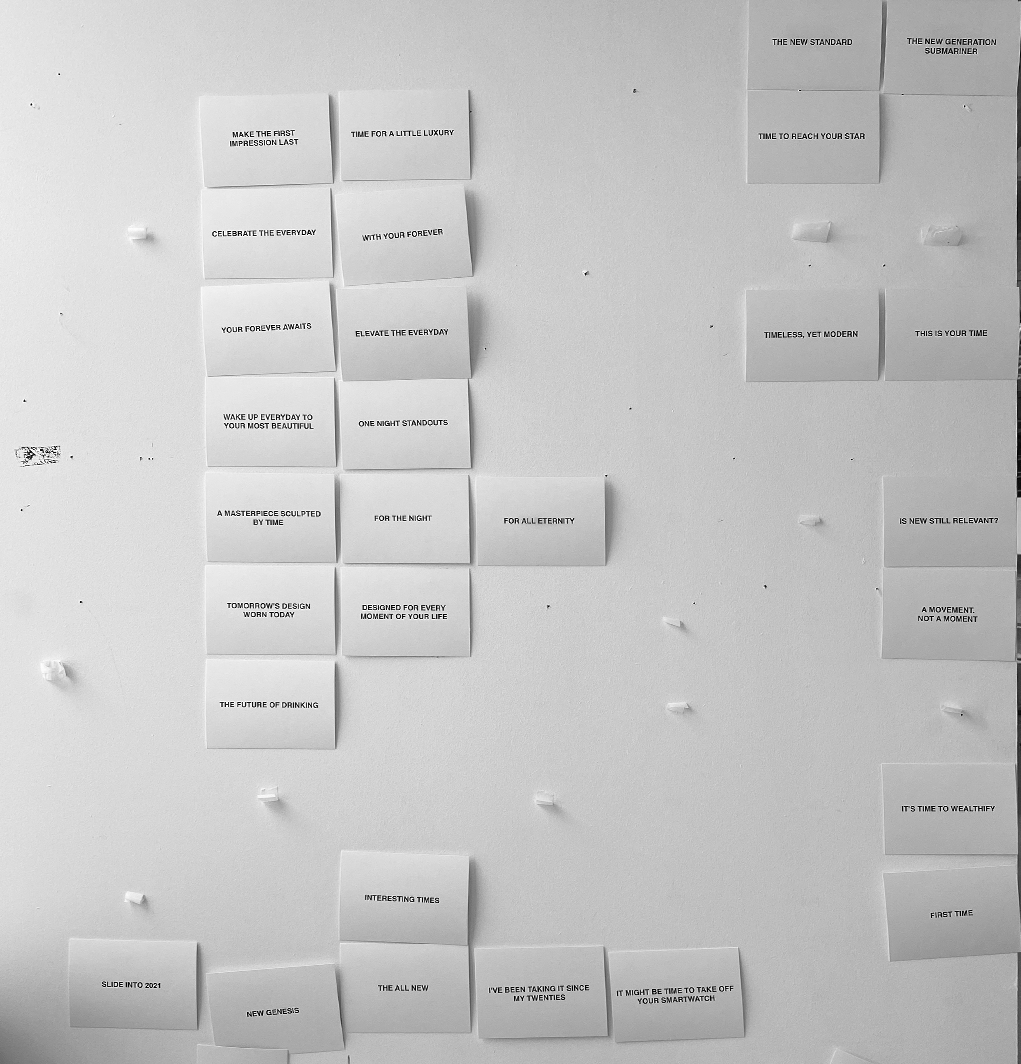 THE NEW STANDARD
THE NEW GENERATION
SUBMARINER
MAKE THE FIRST
IMPRESSION LAST
TIME FOR A LITTLE LUXURY
TIME TO REACH YOUR STAR
CELEBRATE THE EVERYDAY
WITH YOUR FOREVER
YOUR FOREVER AWAITS
ELEVATE THE EVERYDAY
TIMELESS, YET MODERN
THIS IS YOUR TIME
WAKE UP EVERYDAY TO
YOUR MOST BEAUTIFUL
ONE NIGHT STANDOUTS
A MASTERPIECE SCULPTED
BY TIME
FOR THE NIGHT
FOR ALL ETERNITY
IS NEW STILL RELEVANT?
TOMORROW'S DESIGN
WORN TODAY
DESIGNED FOR EVERY
MOMENT OF YOUR LIFE
A MOVEMENT.
NOT A MOMENT
THE FUTURE OF DRINKING
IT'S TIME TO WEALTHIFY
INTERESTING TIMES
FIRST TIME
SLIDE INTO 2021
NEW GENESIS
THE ALL NEW
I'VE BEEN TAKING IT SINCE
MY TWENTIES
IT MIGHT BE TIME TO TAKE OFF
YOUR SMARTWATCH